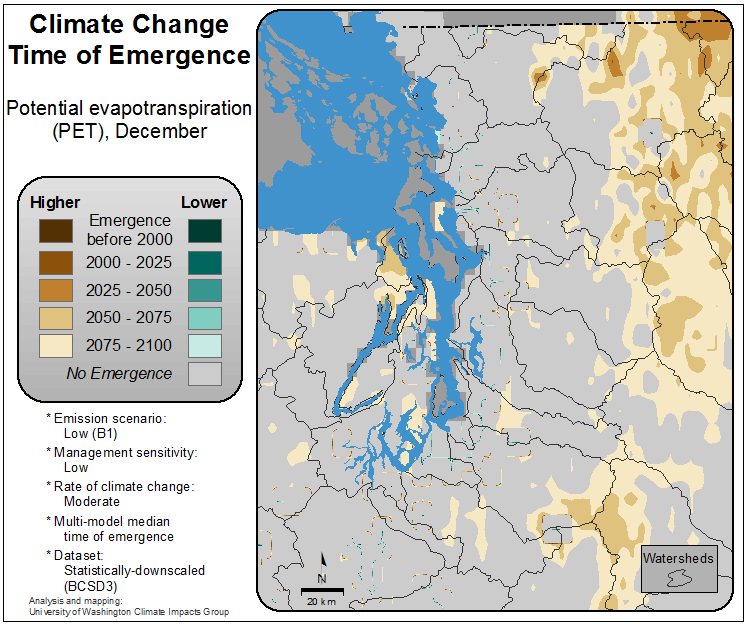 Climate Change
Time of Emergence
Potential evapotranspiration
(PET), December
Higher
Lower
Emergence
before 2000
2000 - 2025
2025 - 2050
2050 - 2075
2075 - 2100
No Emergence
* Emission scenario:
Low (B1)
* Management sensitivity:
Low
* Rate of climate change:
Moderate
* Multi-model median
time of emergence
* Dataset:
Statistically-downscaled
(BCSD3)
Analysis and mapping:
University of Washington Climate Impacts Group
N
20 km
Watersheds